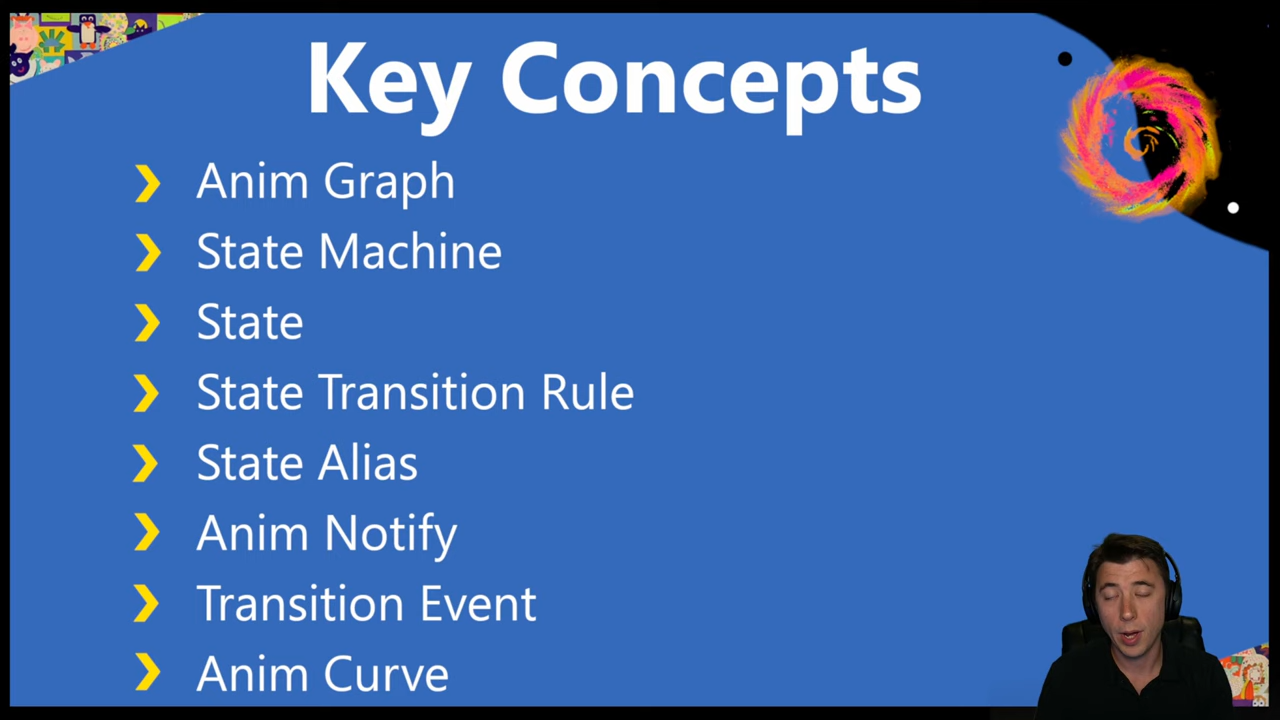 Key Concepts
Anim Graph
State Machine
State
State Transition Rule
State Alias
Anim Notify
Transition Event
Anim Curve